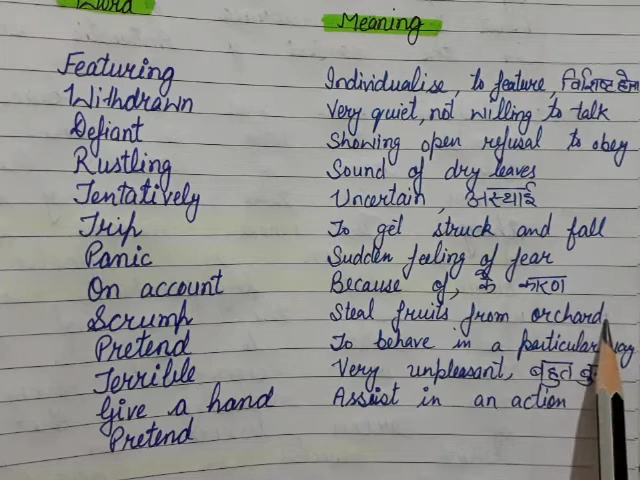 Word Meaning
Featuring Individualise, to feature, विशिष्ट होना
Withdrawn Very quiet, not willing to talk
Defiant Showing open refusal to obey
Rustling Sound of dry leaves
Tentatively Uncertain, अस्थाई
Trip To get struck and fall
Panic Sudden feeling of fear
On account Because of, के कारण
Scrump Steal fruits from orchard
Pretend To behave in a particular way
Terrible Very unpleasant, बहुत
Give a hand Assist in an action
Pretend